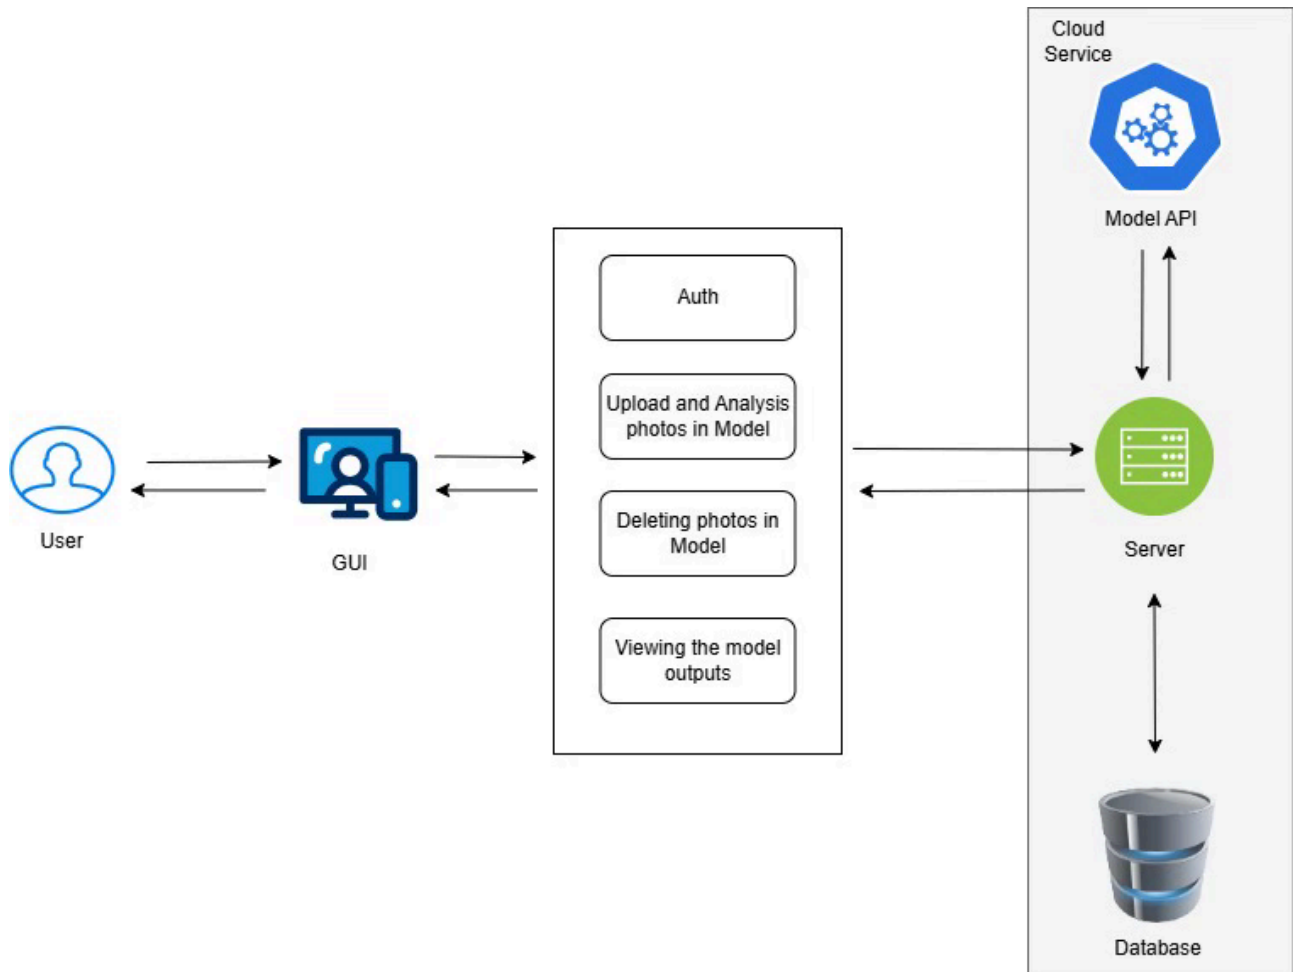 Cloud
Service
Model API
Auth
Upload and Analysis
photos in Model
Deleting photos in
Model
Viewing the model
outputs
User
GUI
Server
Database